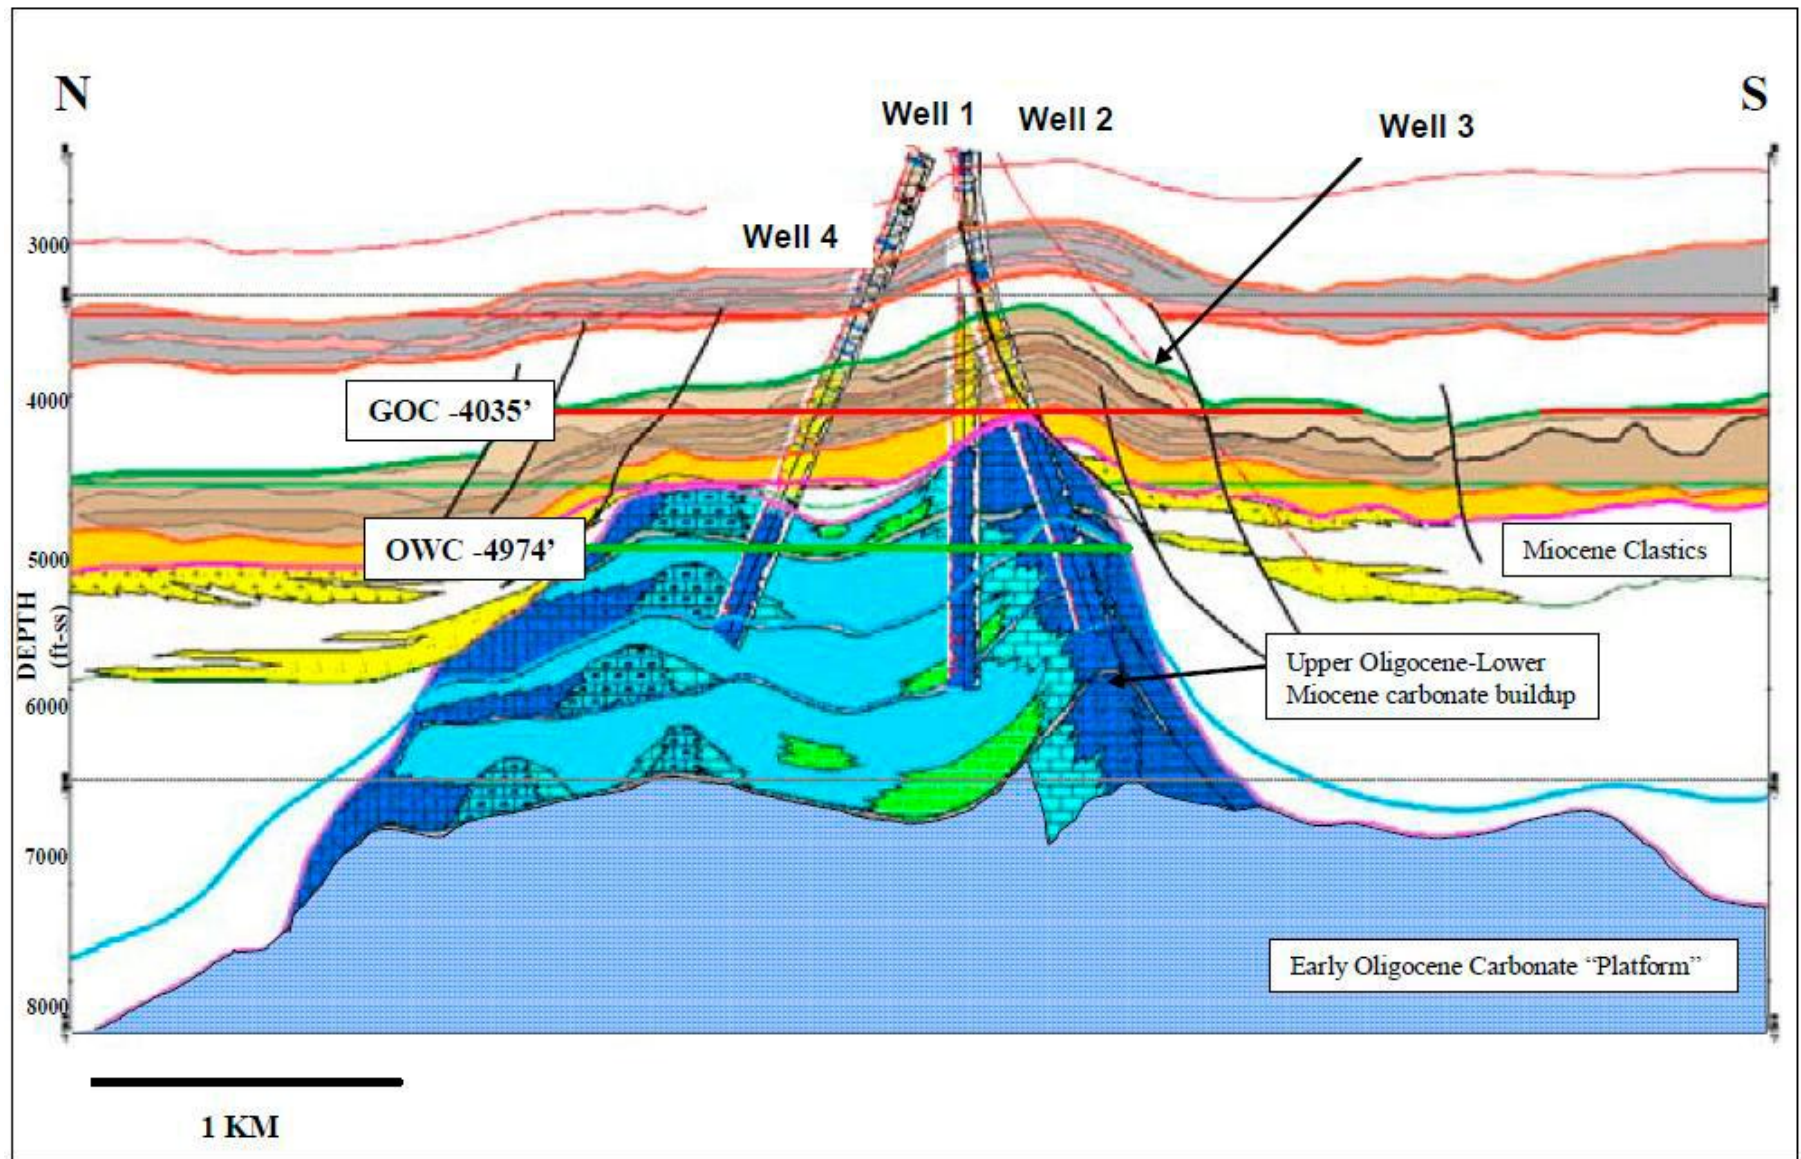 N
S
Well 1
Well 2
Well 3
Well 4
3000
4000
5000
6000
7000
8000
DEPTH
(ft-ss)
GOC -4035’
OWC -4974’
Miocene Clastics
Upper Oligocene-Lower
Miocene carbonate buildup
Early Oligocene Carbonate “Platform”
1 KM